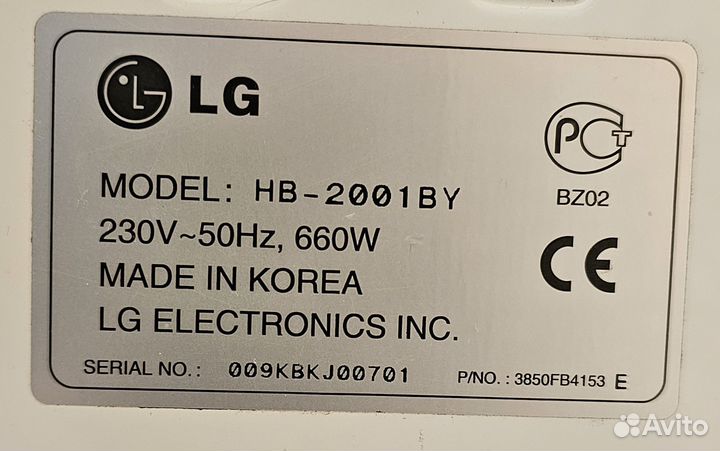 LG
PCT
BZ02
MODEL: HB-2001BY
230V~50Hz, 660W
MADE IN KOREA
CE
LG ELECTRONICS INC.
SERIAL NO.: 009KBKJ00701 P/NO.: 3850FB4153 E
Avito